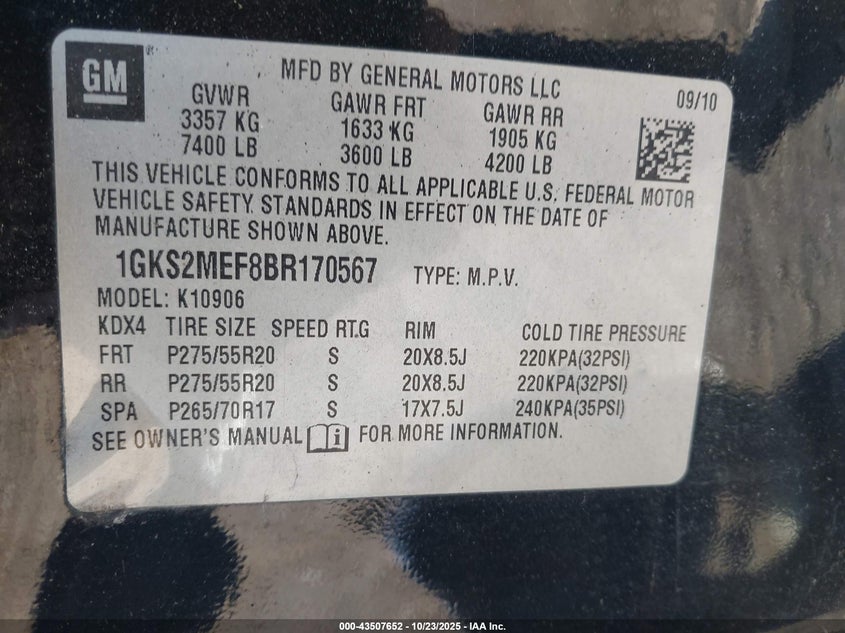 GM
MFD BY GENERAL MOTORS LLC
09/10
GVWR GAWR FRT GAWR RR
3357 KG 1633 KG 1905 KG
7400 LB 3600 LB 4200 LB
THIS VEHICLE CONFORMS TO ALL APPLICABLE U.S. FEDERAL MOTOR
VEHICLE SAFETY STANDARDS IN EFFECT ON THE DATE OF
MANUFACTURE SHOWN ABOVE.
1GKS2MEF8BR170567 TYPE: M.P.V.
MODEL: K10906
KDX4 TIRE SIZE SPEED RTG RIM COLD TIRE PRESSURE
FRT P275/55R20 S 20X8.5J 220KPA(32PSI)
RR P275/55R20 S 20X8.5J 220KPA(32PSI)
SPA P265/70R17 S 17X7.5J 240KPA(35PSI)
SEE OWNER'S MANUAL i FOR MORE INFORMATION.
000-43507652 | 10/23/2025 | IAA Inc.